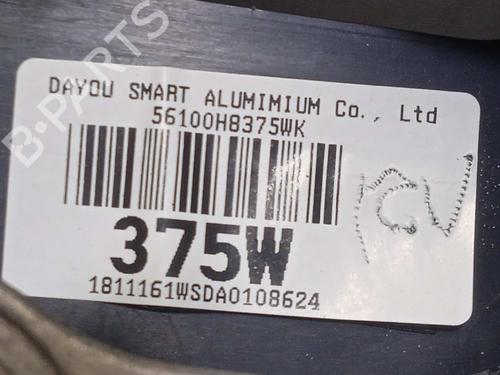 DAYOU SMART ALUMIMIUM Co., Ltd
56100H8375WK
375W
1811161WSDA0108624
B-PARTS